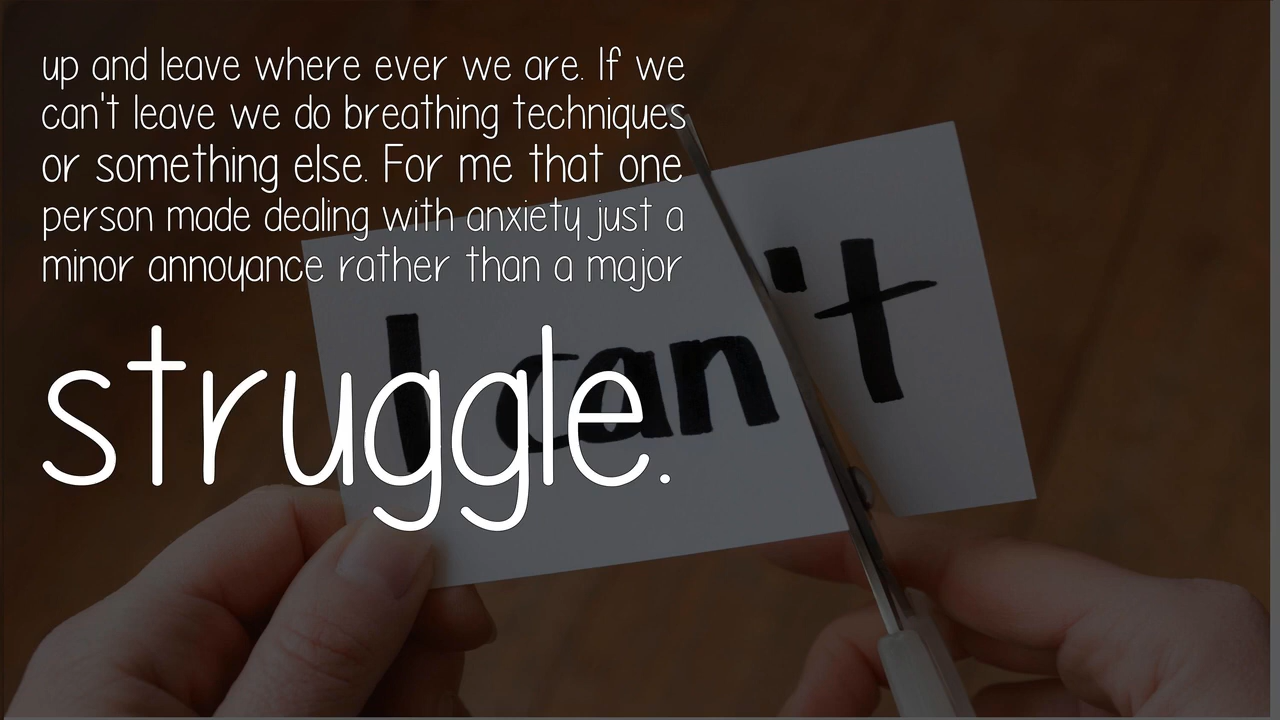 up and leave where ever we are. If we
can't leave we do breathing techniques
or something else. For me that one
person made dealing with anxiety just a
minor annoyance rather than a major
struggle.
I can't